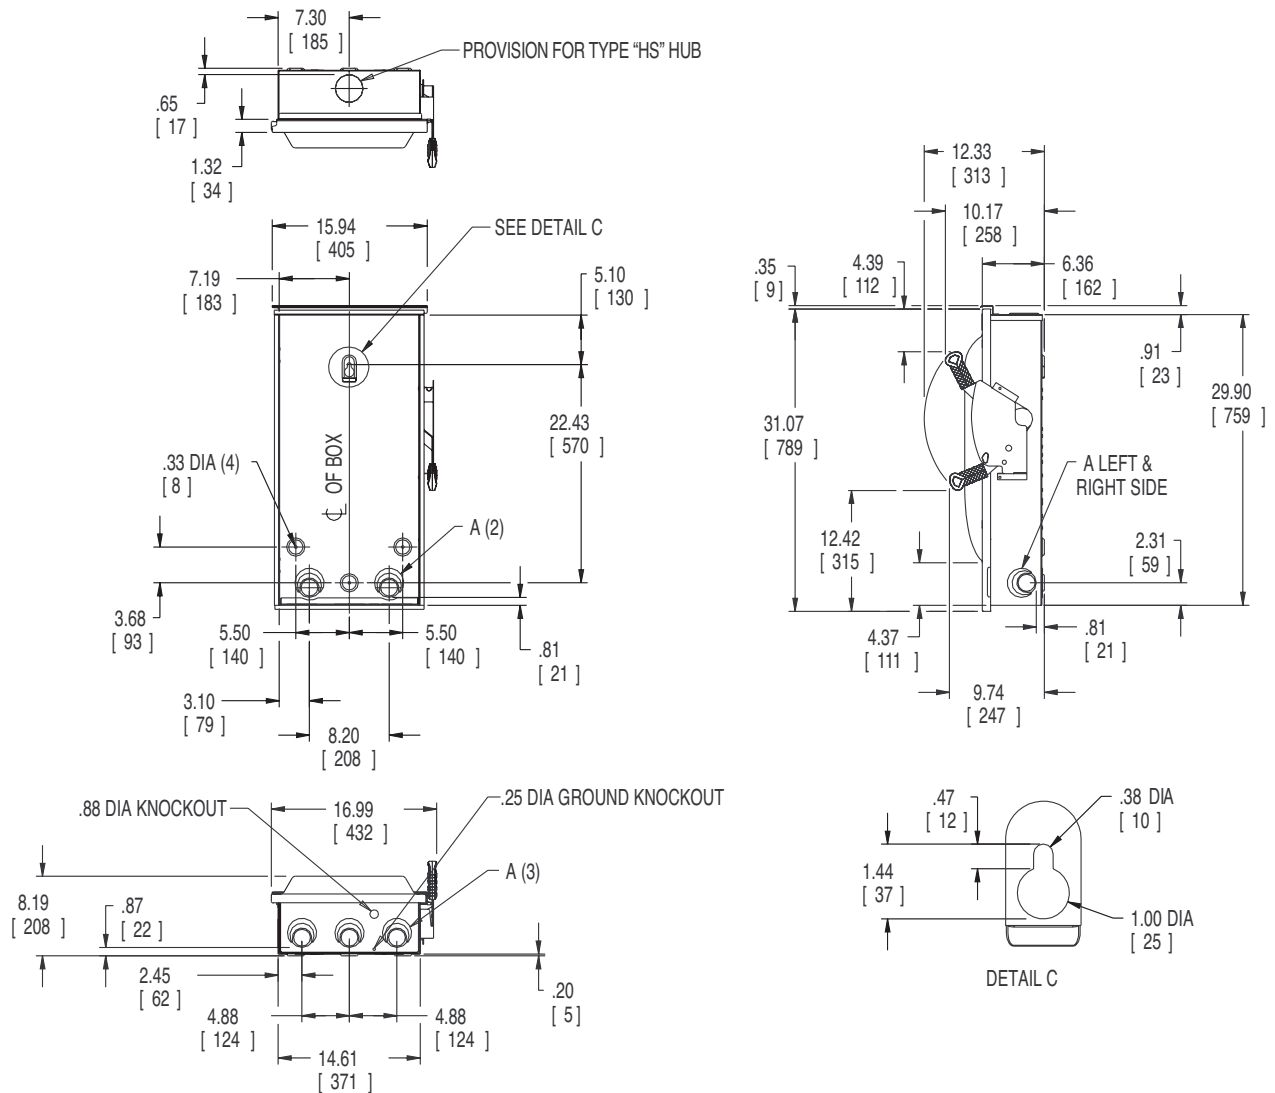 7.30
[ 185 ]
PROVISION FOR TYPE “HS” HUB
.65
[ 17 ]
1.32
[ 34 ]
15.94
[ 405 ]
SEE DETAIL C
7.19
[ 183 ]
5.10
[ 130 ]
22.43
[ 570 ]
OF BOX
.33 DIA (4)
[ 8 ]
A (2)
3.68
[ 93 ]
5.50
[ 140 ]
5.50
[ 140 ]
.81
[ 21 ]
3.10
[ 79 ]
8.20
[ 208 ]
12.33
[ 313 ]
10.17
[ 258 ]
.35
[ 9 ]
4.39
[ 112 ]
6.36
[ 162 ]
.91
[ 23 ]
29.90
[ 759 ]
31.07
[ 789 ]
A LEFT &
RIGHT SIDE
12.42
[ 315 ]
2.31
[ 59 ]
4.37
[ 111 ]
.81
[ 21 ]
9.74
[ 247 ]
.88 DIA KNOCKOUT
16.99
[ 432 ]
.25 DIA GROUND KNOCKOUT
A (3)
8.19
[ 208 ]
.87
[ 22 ]
2.45
[ 62 ]
.20
[ 5 ]
4.88
[ 124 ]
4.88
[ 124 ]
14.61
[ 371 ]
.47
[ 12 ]
.38 DIA
[ 10 ]
1.44
[ 37 ]
1.00 DIA
[ 25 ]
DETAIL C